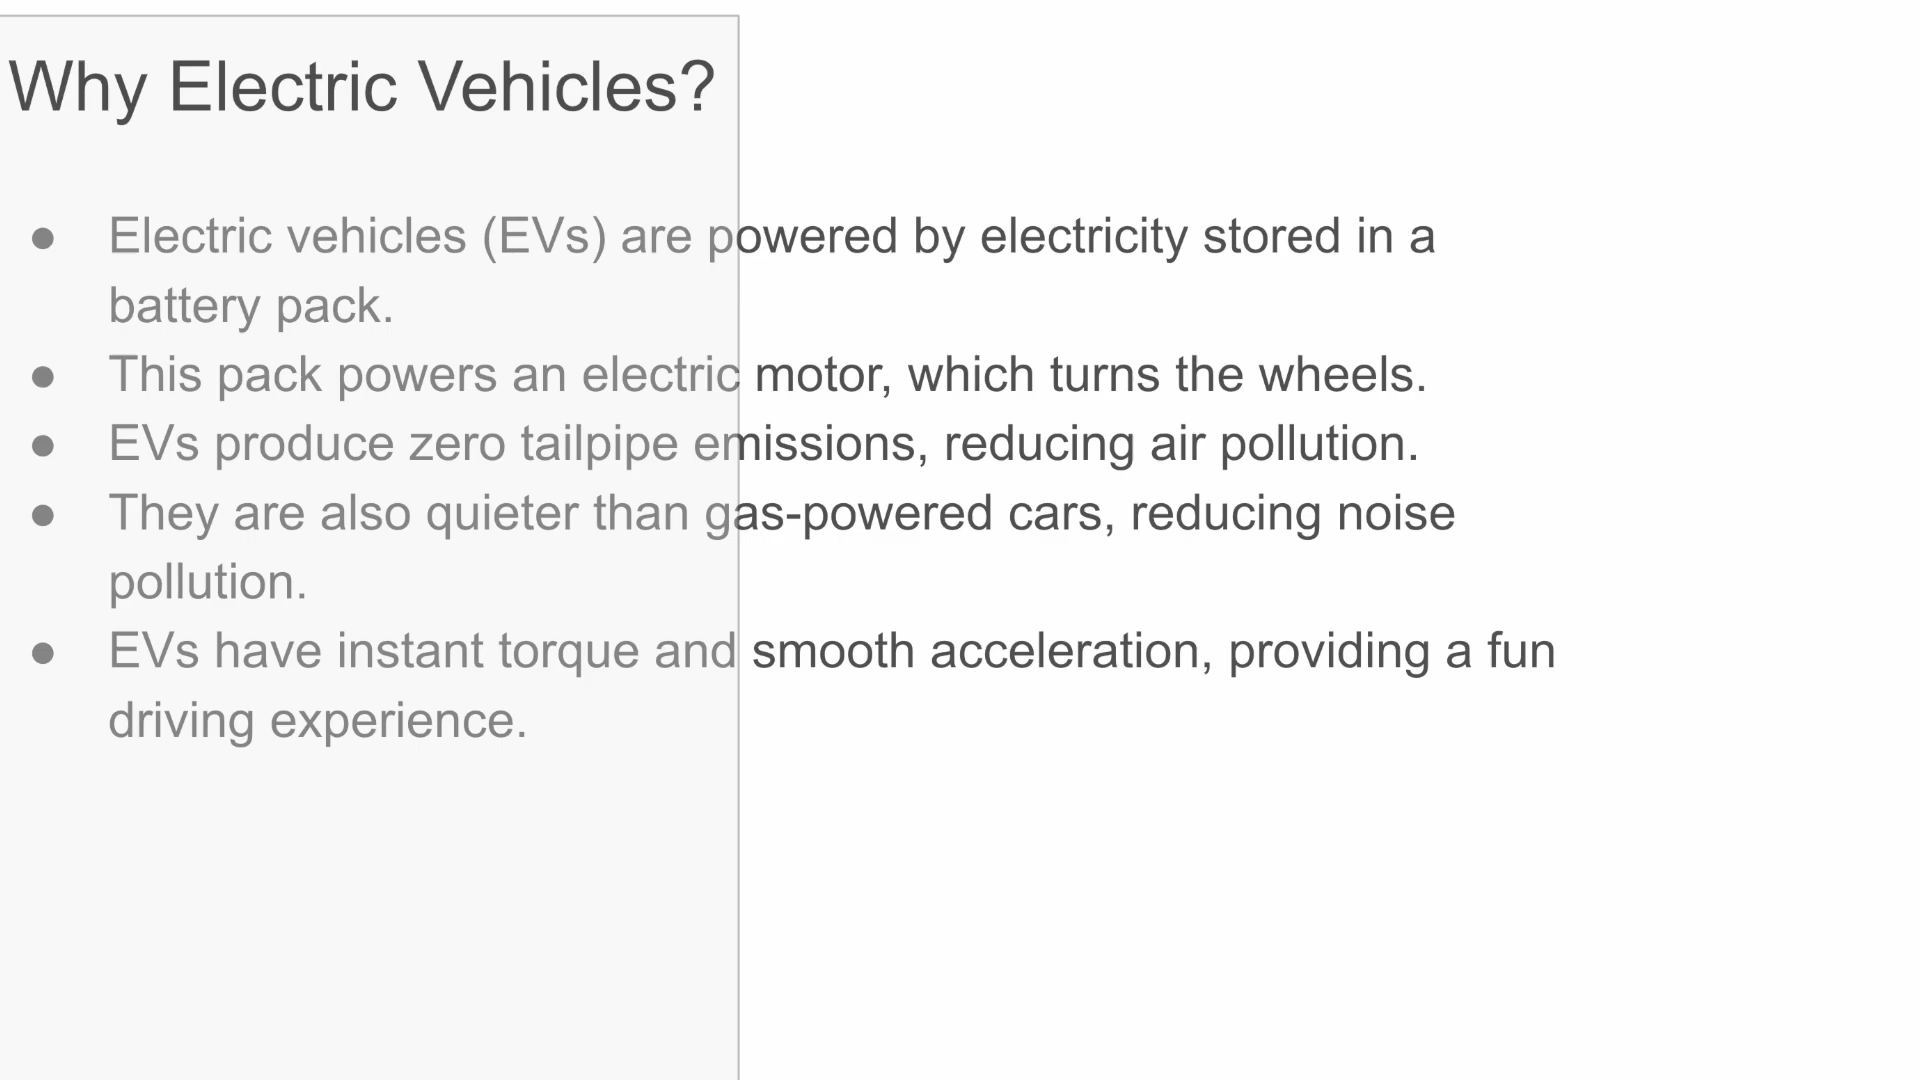 Why Electric Vehicles?
● Electric vehicles (EVs) are powered by electricity stored in a
battery pack.
● This pack powers an electric motor, which turns the wheels.
● EVs produce zero tailpipe emissions, reducing air pollution.
● They are also quieter than gas-powered cars, reducing noise
pollution.
● EVs have instant torque and smooth acceleration, providing a fun
driving experience.